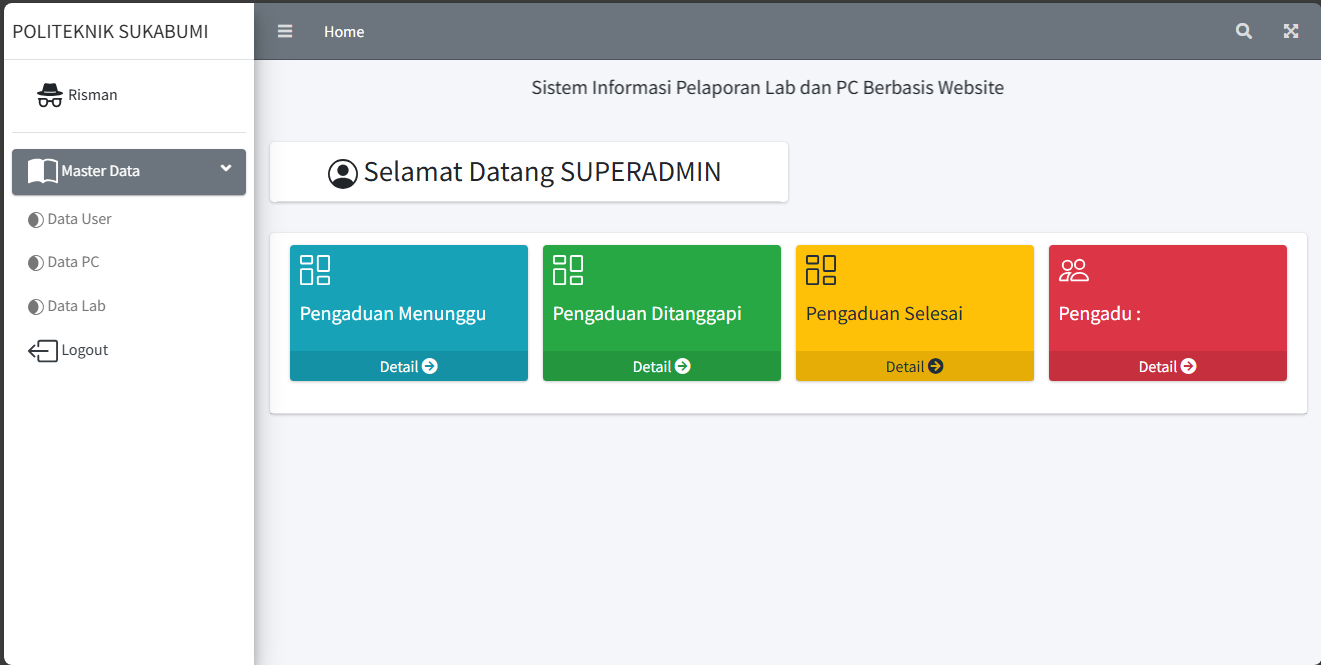 POLITEKNIK SUKABUMI
Home
Risman
Sistem Informasi Pelaporan Lab dan PC Berbasis Website
Selamat Datang SUPERADMIN
Master Data
Data User
Data PC
Data Lab
Logout
Pengaduan Menunggu
Detail
Pengaduan Ditanggapi
Detail
Pengaduan Selesai
Detail
Pengadu :
Detail